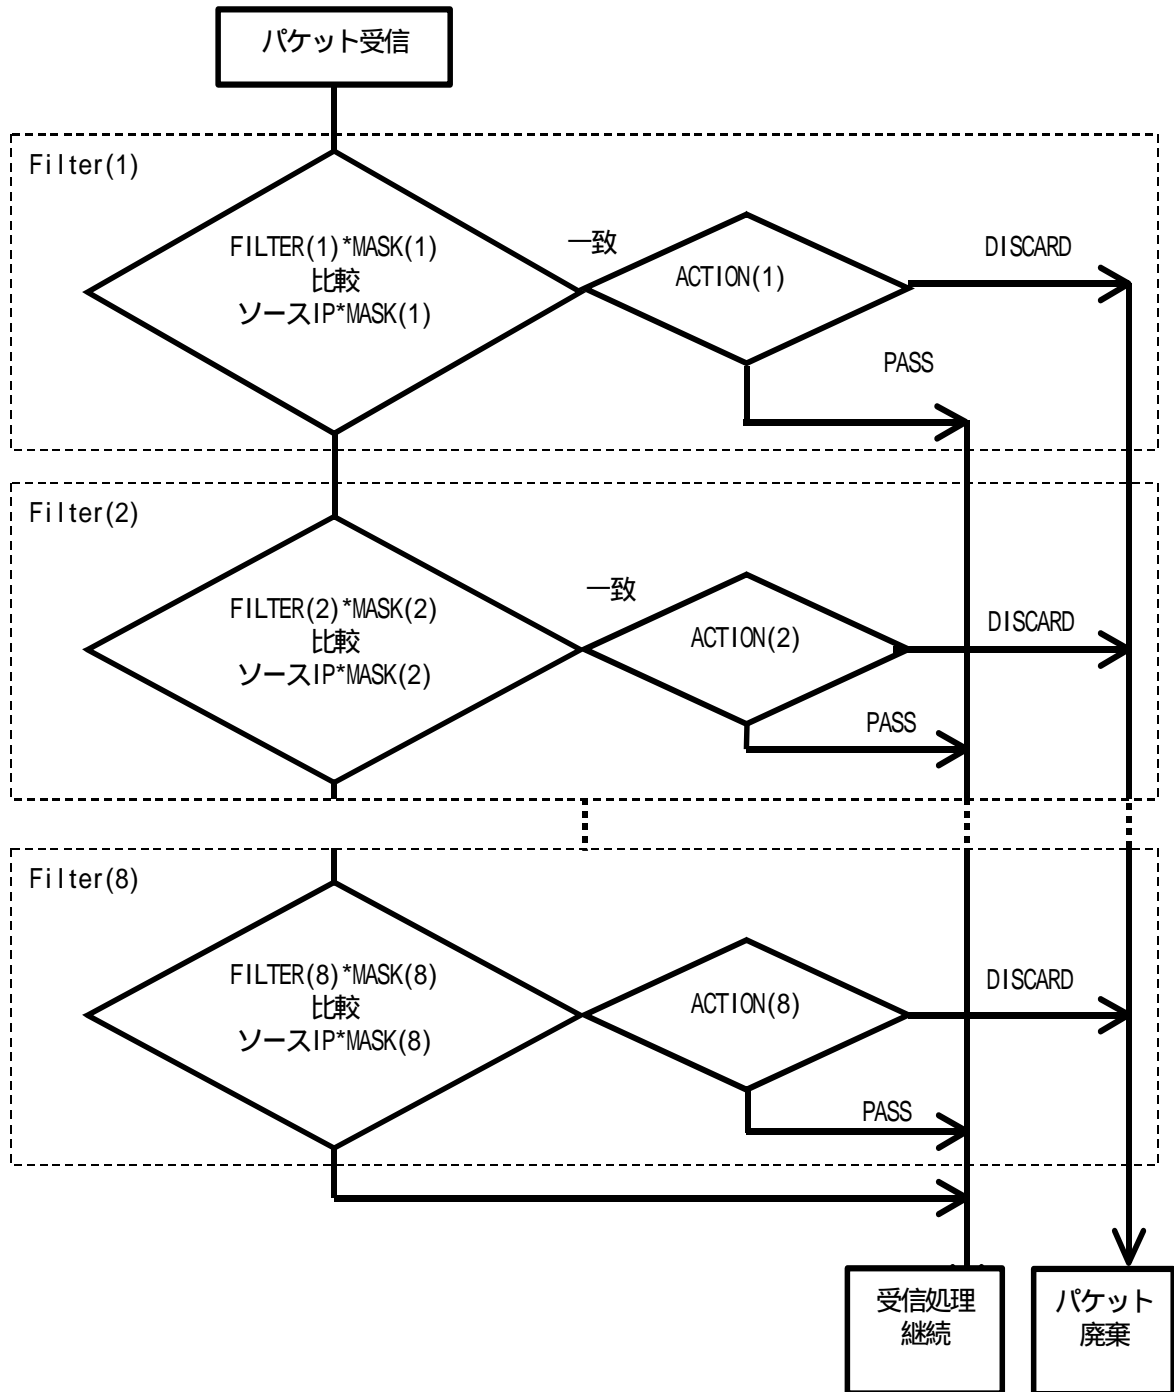 パケット受信
Filter(1)
FILTER(1)*MASK(1)
比較
ソースIP*MASK(1)
一致
ACTION(1)
DISCARD
PASS
Filter(2)
FILTER(2)*MASK(2)
比較
ソースIP*MASK(2)
一致
ACTION(2)
DISCARD
PASS
Filter(8)
FILTER(8)*MASK(8)
比較
ソースIP*MASK(8)
ACTION(8)
DISCARD
PASS
受信処理
継続
パケット
廃棄